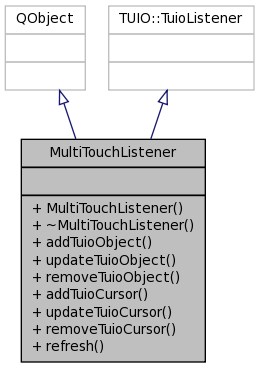 QObject
TUIO::TuioListener
MultiTouchListener
+ MultiTouchListener()
+ ~MultiTouchListener()
+ addTuioObject()
+ updateTuioObject()
+ removeTuioObject()
+ addTuioCursor()
+ updateTuioCursor()
+ removeTuioCursor()
+ refresh()